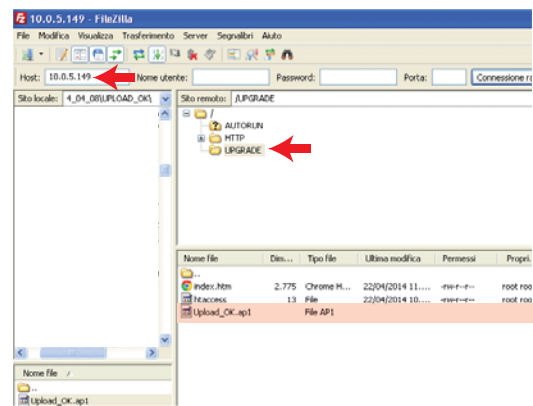 10.0.5.149 - FileZilla
File Modifica Visualizza Trasferimento Server Segnalibri Aiuto
Host: 10.0.5.149 Nome utente: Password: Porta: Connessione ra
Sito locale: 4_04_08\UPLOAD_OK\ Sito remoto: /UPGRADE
/
AUTORUN
HTTP
UPGRADE
Nome file Dim... Tipo file Ultima modifica Permessi Propri.
..
index.htm 2.775 Chrome H... 22/04/2014 11.... -rw-r--r-- root roo
htaccess 13 File 22/04/2014 10.... -rw-r--r-- root roo
Upload_OK.ap1 File AP1
Nome file /
..
Upload_OK.ap1